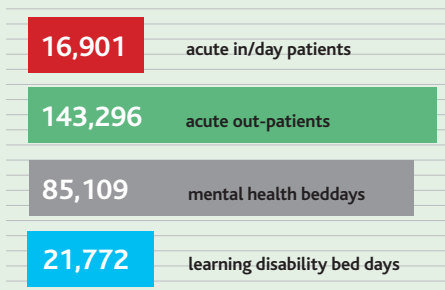 16,901 acute in/day patients
143,296 acute out-patients
85,109 mental health beddays
21,772 learning disability bed days